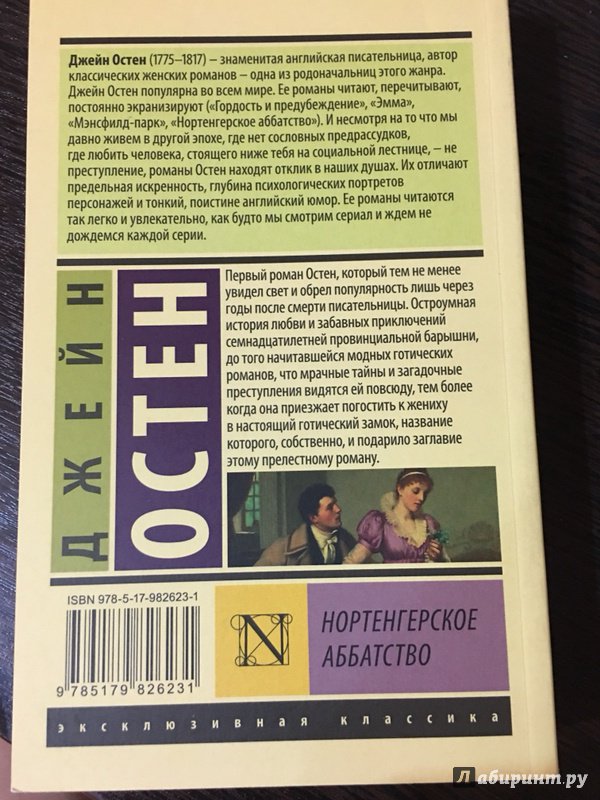 Джейн Остен (1775–1817) – знаменитая английская писательница, автор
классических женских романов – одна из родоначальниц этого жанра.
Джейн Остен популярна во всем мире. Ее романы читают, перечитывают,
постоянно экранизируют («Гордость и предубеждение», «Эмма»,
«Мэнсфилд-парк», «Нортенгерское аббатство»). И несмотря на то что мы
давно живем в другой эпохе, где нет сословных предрассудков,
где любить человека, стоящего ниже тебя на социальной лестнице, – не
преступление, романы Остен находят отклик в наших душах. Их отличают
предельная искренность, глубина психологических портретов
персонажей и тонкий, поистине английский юмор. Ее романы читаются
так легко и увлекательно, как будто мы смотрим сериал и ждем не
дождемся каждой серии.
ДЖЕЙН
ОСТЕН
Первый роман Остен, который тем не менее
увидел свет и обрел популярность лишь через
годы после смерти писательницы. Остроумная
история любви и забавных приключений
семнадцатилетней провинциальной барышни,
до того начитавшейся модных готических
романов, что мрачные тайны и загадочные
преступления видятся ей повсюду, тем более
когда она приезжает погостить к жениху
в настоящий готический замок, название
которого, собственно, и подарило заглавие
этому прелестному роману.
ISBN 978-5-17-982623-1
9 785179 826231
N
НОРТЕНГЕРСКОЕ
АББАТСТВО
эксклюзивная классика
Лабиринт.ру